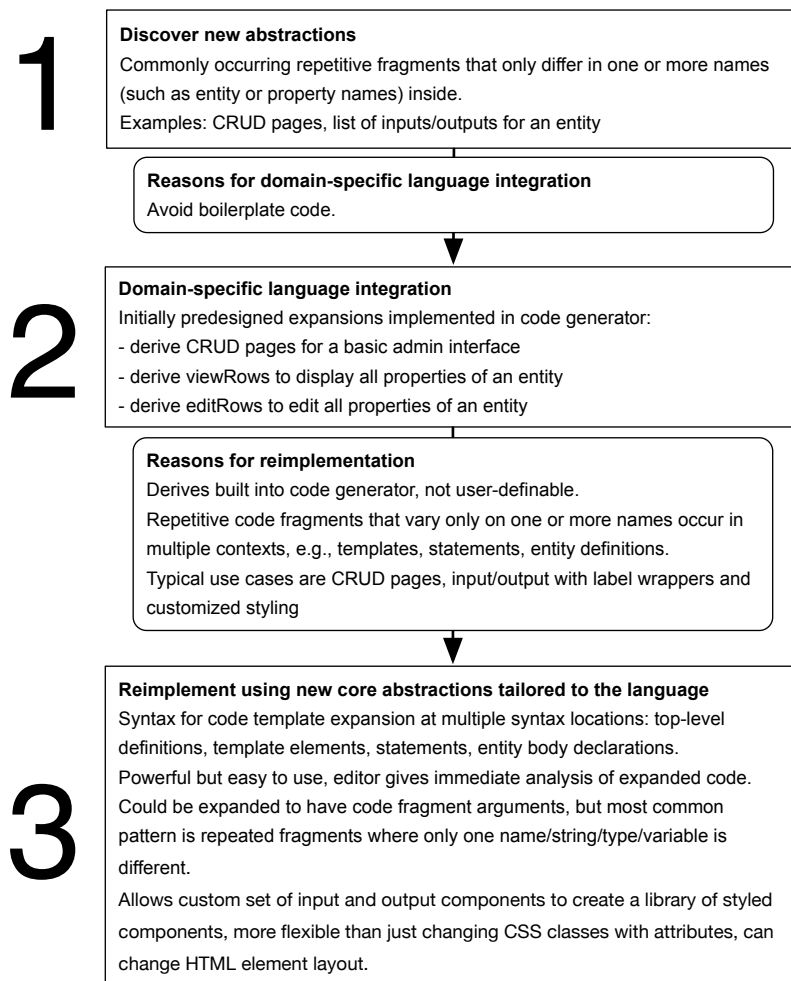 1
Discover new abstractions
Commonly occurring repetitive fragments that only differ in one or more names
(such as entity or property names) inside.
Examples: CRUD pages, list of inputs/outputs for an entity
Reasons for domain-specific language integration
Avoid boilerplate code.
2
Domain-specific language integration
Initially predesigned expansions implemented in code generator:
- derive CRUD pages for a basic admin interface
- derive viewRows to display all properties of an entity
- derive editRows to edit all properties of an entity
Reasons for reimplementation
Derives built into code generator, not user-definable.
Repetitive code fragments that vary only on one or more names occur in
multiple contexts, e.g., templates, statements, entity definitions.
Typical use cases are CRUD pages, input/output with label wrappers and
customized styling
3
Reimplement using new core abstractions tailored to the language
Syntax for code template expansion at multiple syntax locations: top-level
definitions, template elements, statements, entity body declarations.
Powerful but easy to use, editor gives immediate analysis of expanded code.
Could be expanded to have code fragment arguments, but most common
pattern is repeated fragments where only one name/string/type/variable is
different.
Allows custom set of input and output components to create a library of styled
components, more flexible than just changing CSS classes with attributes, can
change HTML element layout.